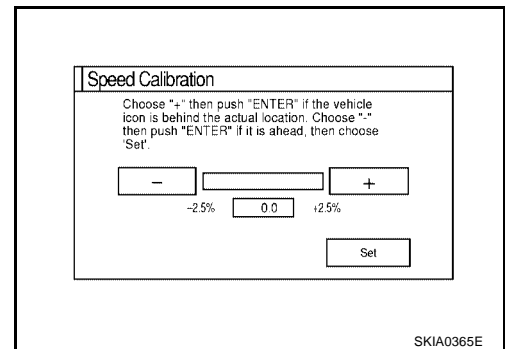 Speed Calibration
Choose "+" then push "ENTER" if the vehicle
icon is behind the actual location. Choose "-"
then push "ENTER" if it is ahead, then choose
'Set'.
− +
-2.5% 0.0 +2.5%
Set
SKIA0365E